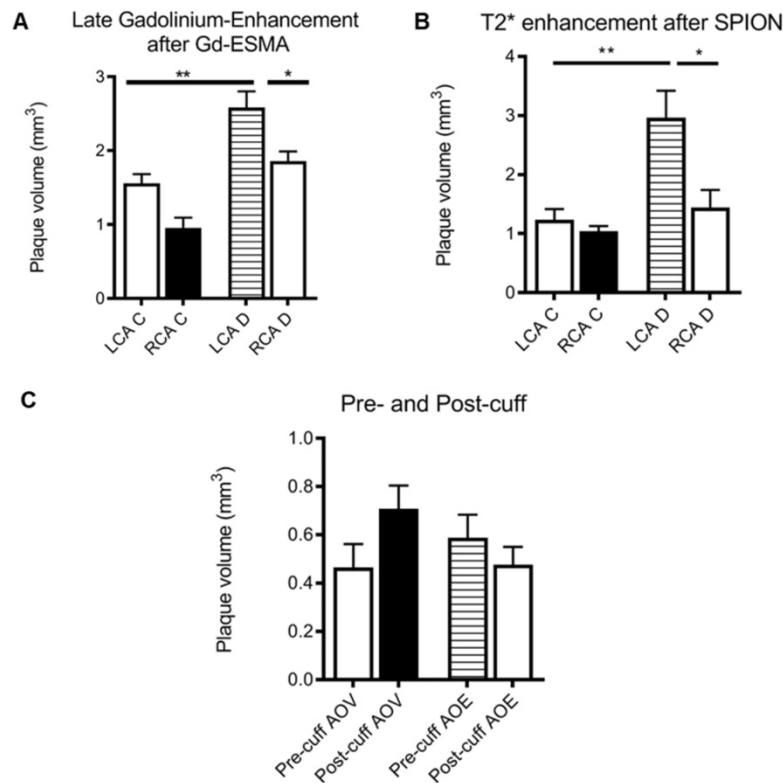 A
Late Gadolinium-Enhancement
after Gd-ESMA
Plaque volume (mm³)
3
2
1
0
**
*
LCA C
RCA C
LCA D
RCA D
B
T2* enhancement after SPION
Plaque volume (mm³)
4
3
2
1
0
**
*
LCA C
RCA C
LCA D
RCA D
C
Pre- and Post-cuff
Plaque volume (mm³)
1.0
0.8
0.6
0.4
0.2
0.0
Pre-cuff AOV
Post-cuff AOV
Pre-cuff AOE
Post-cuff AOE